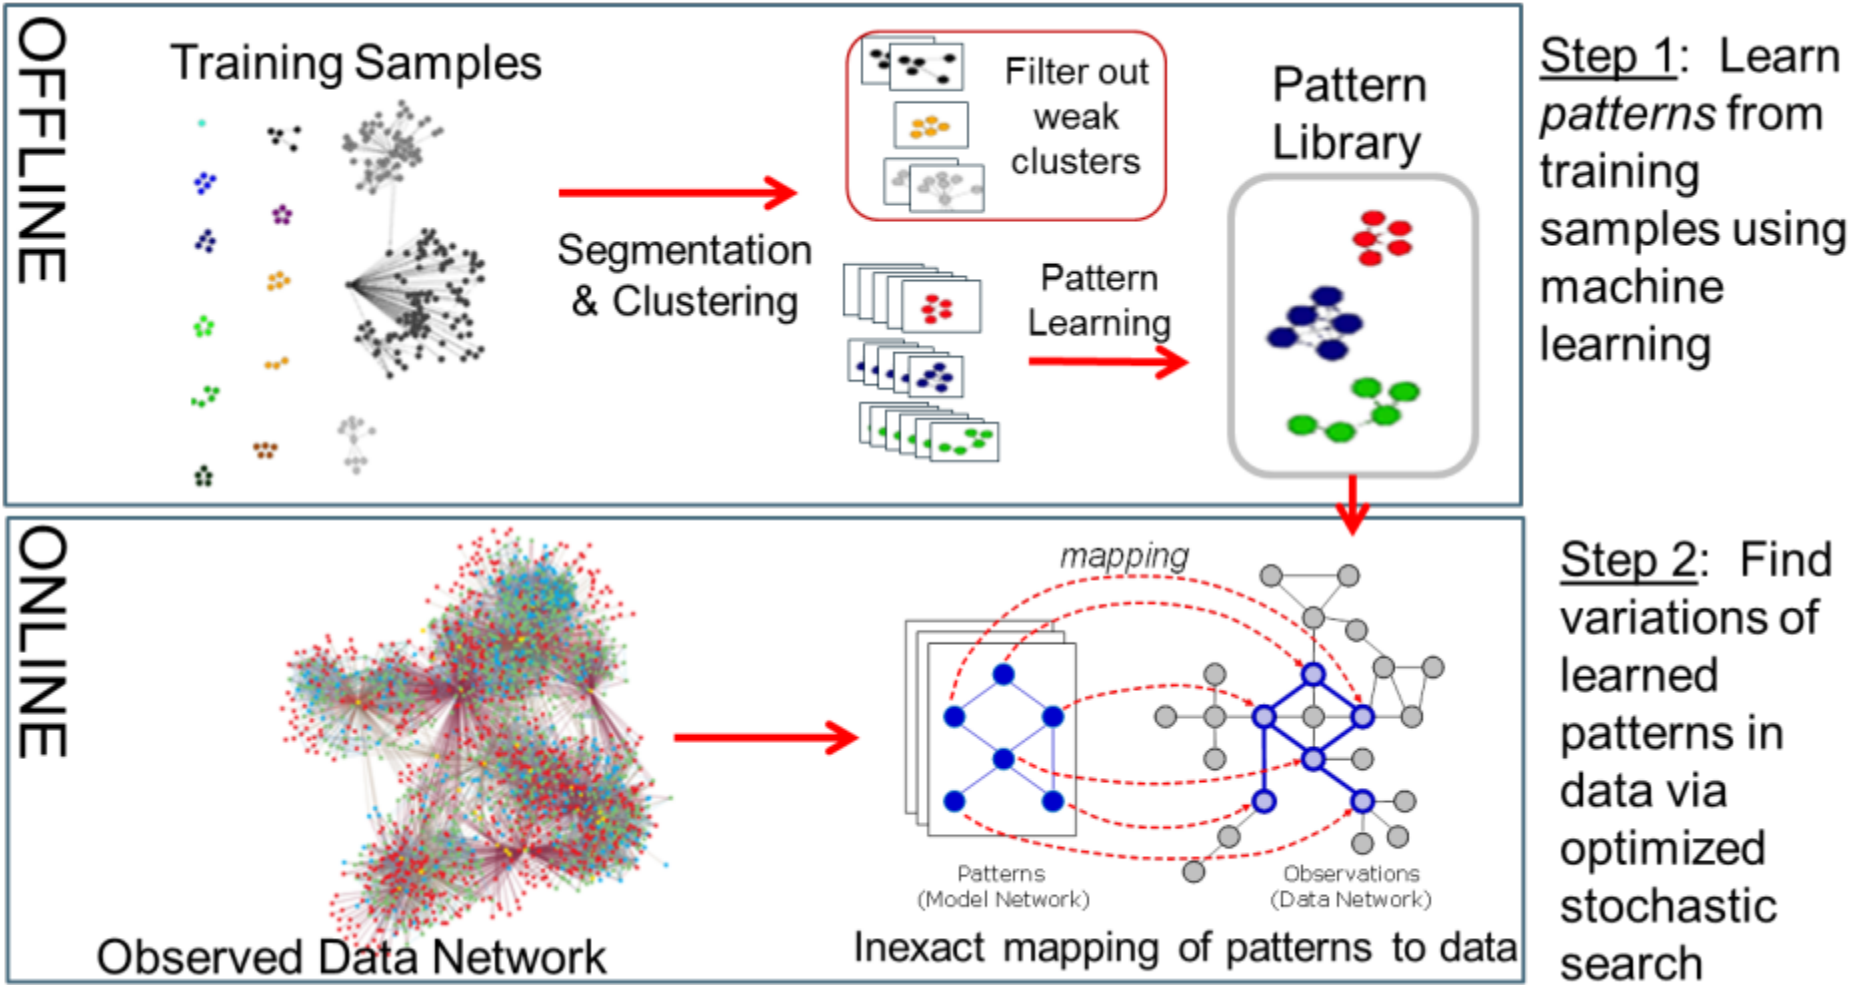 OFFLINE
Training Samples
Segmentation
& Clustering
Filter out
weak
clusters
Pattern
Learning
Pattern
Library
Step 1: Learn
patterns from
training
samples using
machine
learning
ONLINE
Observed Data Network
mapping
Patterns
(Model Network)
Observations
(Data Network)
Inexact mapping of patterns to data
Step 2: Find
variations of
learned
patterns in
data via
optimized
stochastic
search